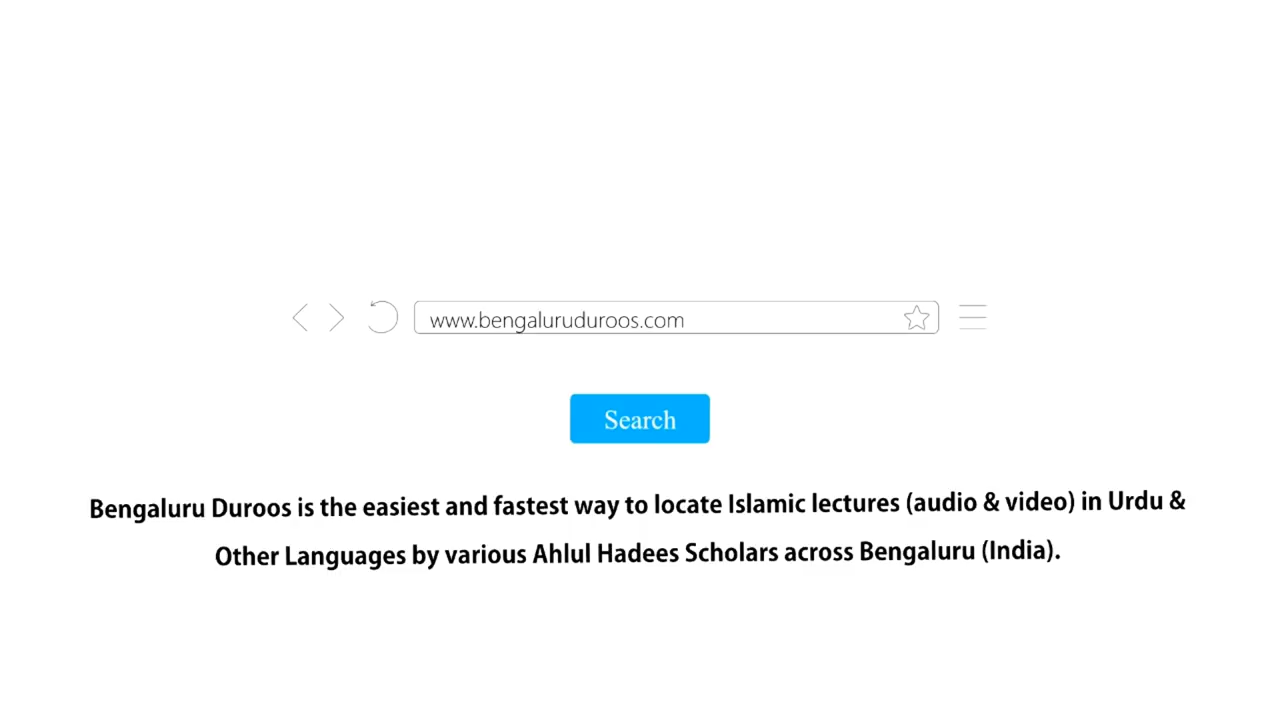 www.bengaluruduroos.com
Search
Bengaluru Duroos is the easiest and fastest way to locate Islamic lectures (audio & video) in Urdu &
Other Languages by various Ahlul Hadees Scholars across Bengaluru (India).